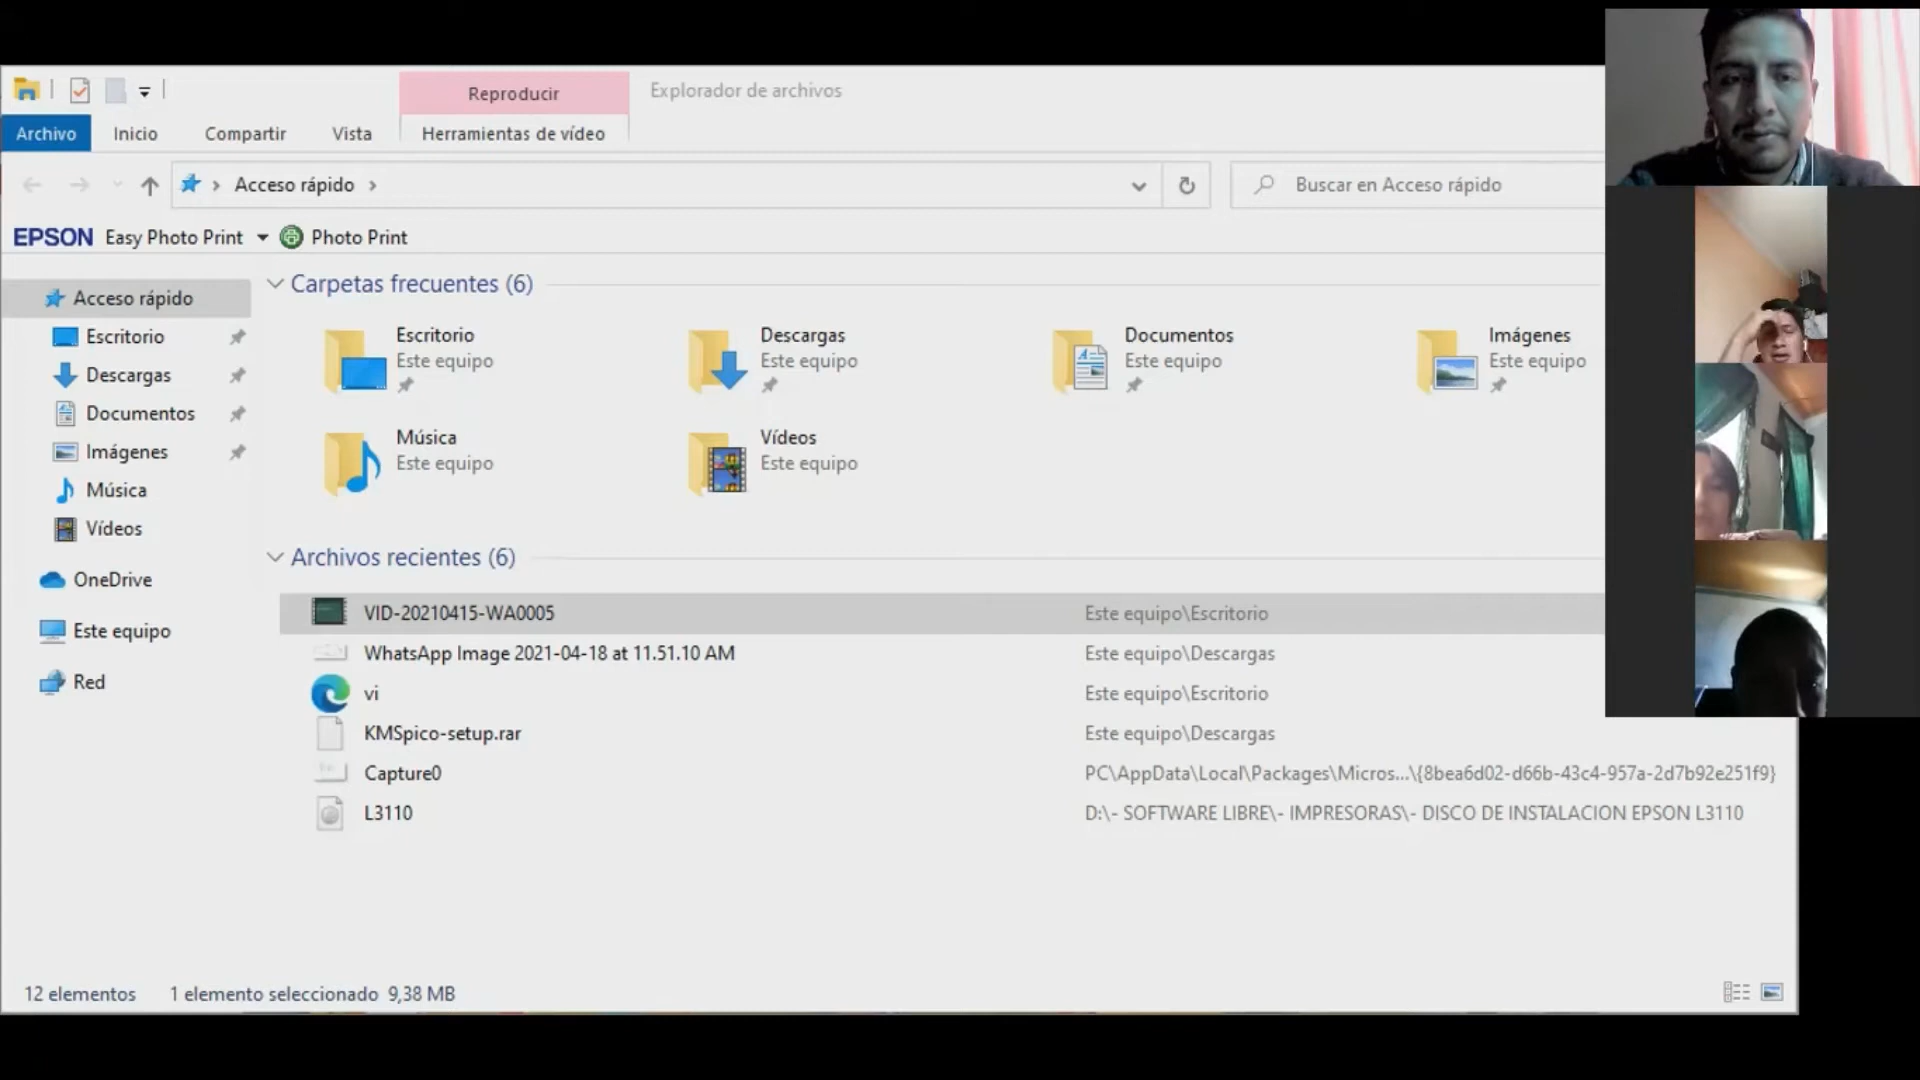 Reproducir
Explorador de archivos
Archivo Inicio Compartir Vista Herramientas de vídeo
Acceso rápido
Buscar en Acceso rápido
EPSON Easy Photo Print Photo Print
Acceso rápido
Escritorio
Descargas
Documentos
Imágenes
Música
Vídeos
OneDrive
Este equipo
Red
Carpetas frecuentes (6)
Escritorio
Este equipo
Descargas
Este equipo
Documentos
Este equipo
Imágenes
Este equipo
Música
Este equipo
Vídeos
Este equipo
Archivos recientes (6)
VID-20210415-WA0005 Este equipo\Escritorio
WhatsApp Image 2021-04-18 at 11.51.10 AM Este equipo\Descargas
vi Este equipo\Escritorio
KMSpico-setup.rar Este equipo\Descargas
Capture0 PC\AppData\Local\Packages\Micros...\{8bea6d02-d66b-43c4-957a-2d7b92e251f9}
L3110 D:\- SOFTWARE LIBRE\- IMPRESORAS\- DISCO DE INSTALACION EPSON L3110
12 elementos 1 elemento seleccionado 9,38 MB